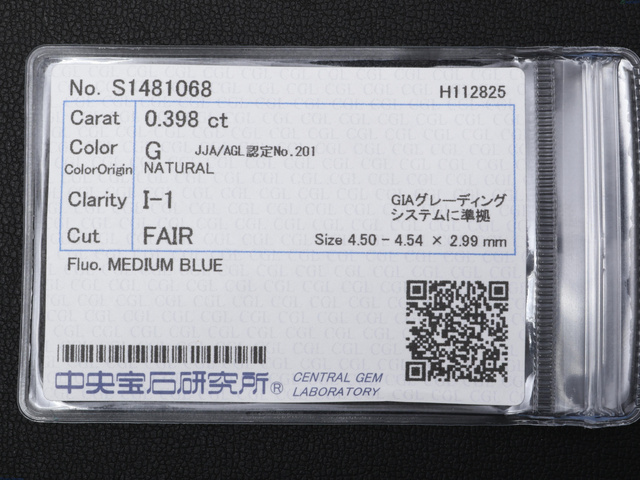 No. S1481068 H112825
Carat 0.398 ct
Color G JJA/AGL認定No.201
ColorOrigin NATURAL
Clarity I-1 GIAグレーディング
システムに準拠
Cut FAIR Size 4.50 - 4.54 × 2.99 mm
Fluo. MEDIUM BLUE
中央宝石研究所® CENTRAL GEM
LABORATORY